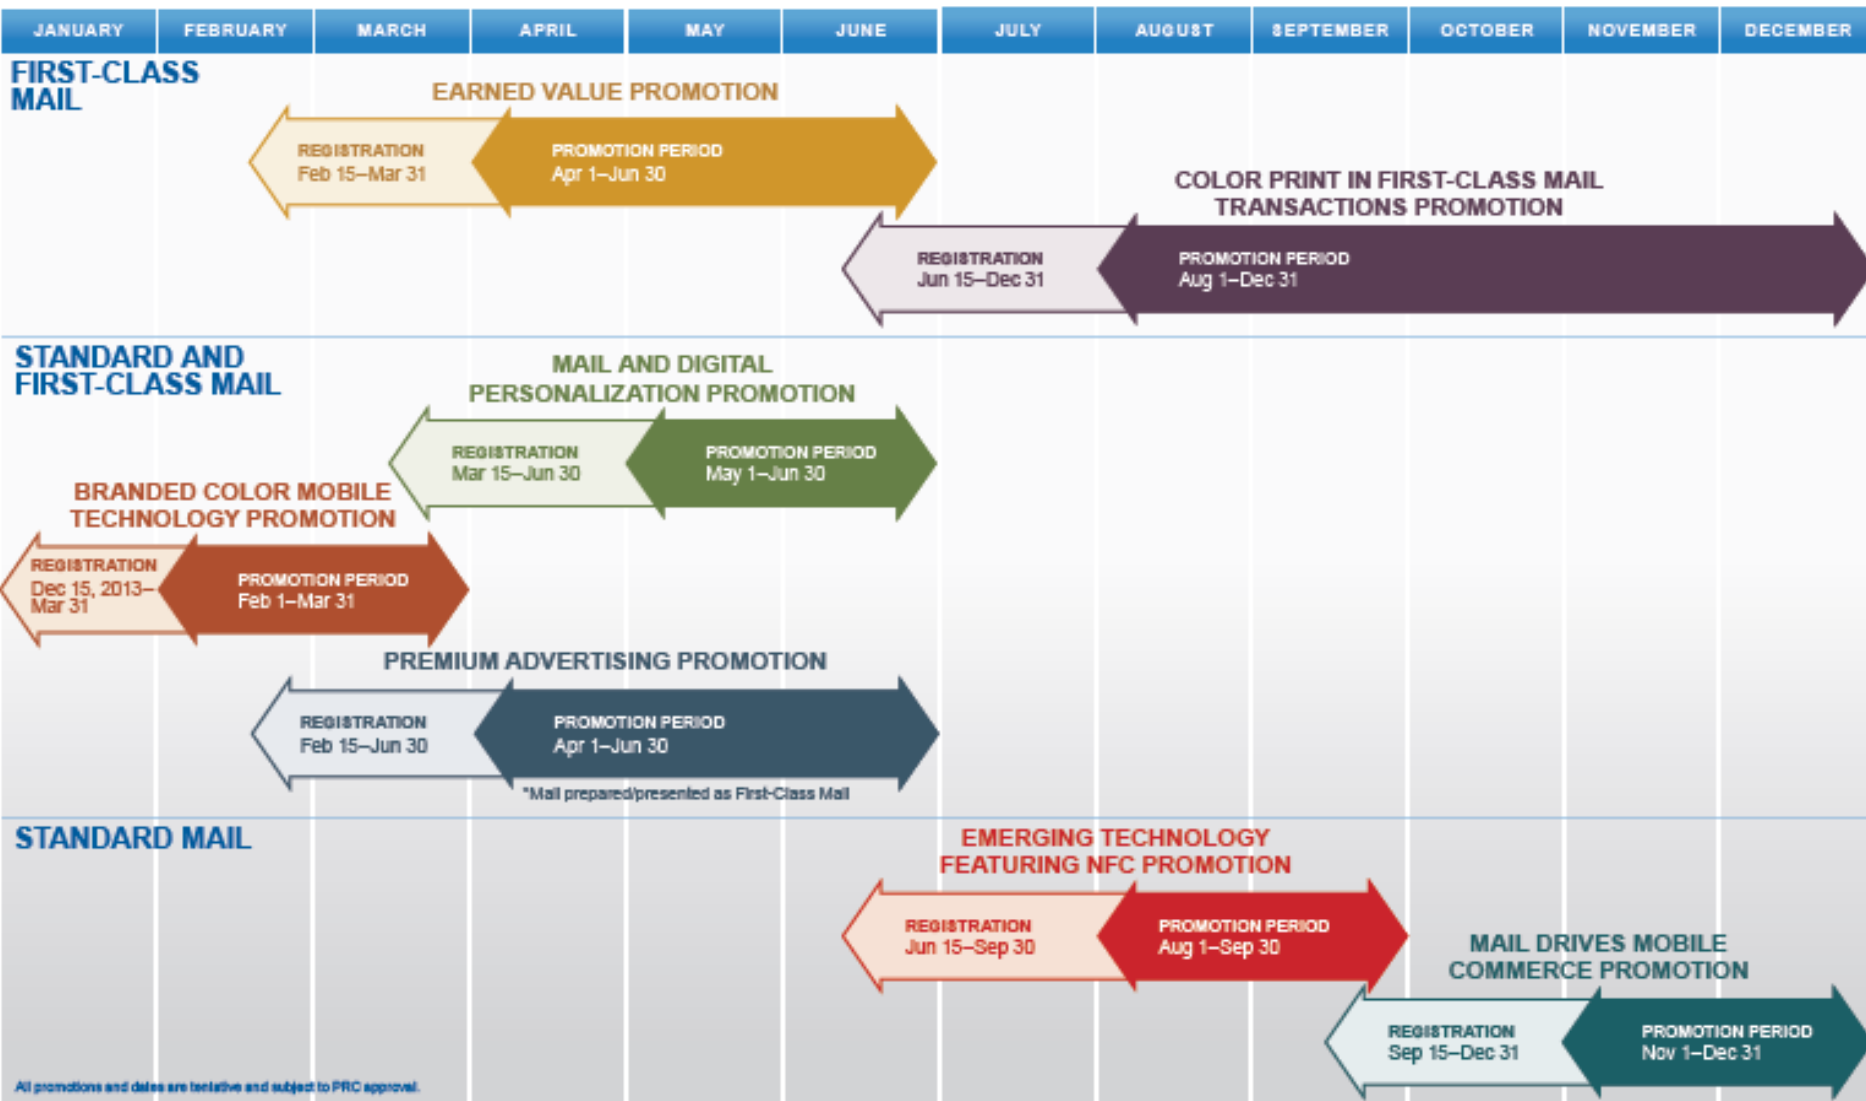 JANUARY FEBRUARY MARCH APRIL MAY JUNE JULY AUGUST SEPTEMBER OCTOBER NOVEMBER DECEMBER
FIRST-CLASS
MAIL
EARNED VALUE PROMOTION
REGISTRATION
Feb 15–Mar 31
PROMOTION PERIOD
Apr 1–Jun 30
COLOR PRINT IN FIRST-CLASS MAIL
TRANSACTIONS PROMOTION
REGISTRATION
Jun 15–Dec 31
PROMOTION PERIOD
Aug 1–Dec 31
STANDARD AND
FIRST-CLASS MAIL
MAIL AND DIGITAL
PERSONALIZATION PROMOTION
REGISTRATION
Mar 15–Jun 30
PROMOTION PERIOD
May 1–Jun 30
BRANDED COLOR MOBILE
TECHNOLOGY PROMOTION
REGISTRATION
Dec 15, 2013–
Mar 31
PROMOTION PERIOD
Feb 1–Mar 31
PREMIUM ADVERTISING PROMOTION
REGISTRATION
Feb 15–Jun 30
PROMOTION PERIOD
Apr 1–Jun 30
*Mail prepared/presented as First-Class Mail
STANDARD MAIL
EMERGING TECHNOLOGY
FEATURING NFC PROMOTION
REGISTRATION
Jun 15–Sep 30
PROMOTION PERIOD
Aug 1–Sep 30
MAIL DRIVES MOBILE
COMMERCE PROMOTION
REGISTRATION
Sep 15–Dec 31
PROMOTION PERIOD
Nov 1–Dec 31
All promotions and dates are tentative and subject to PRC approval.